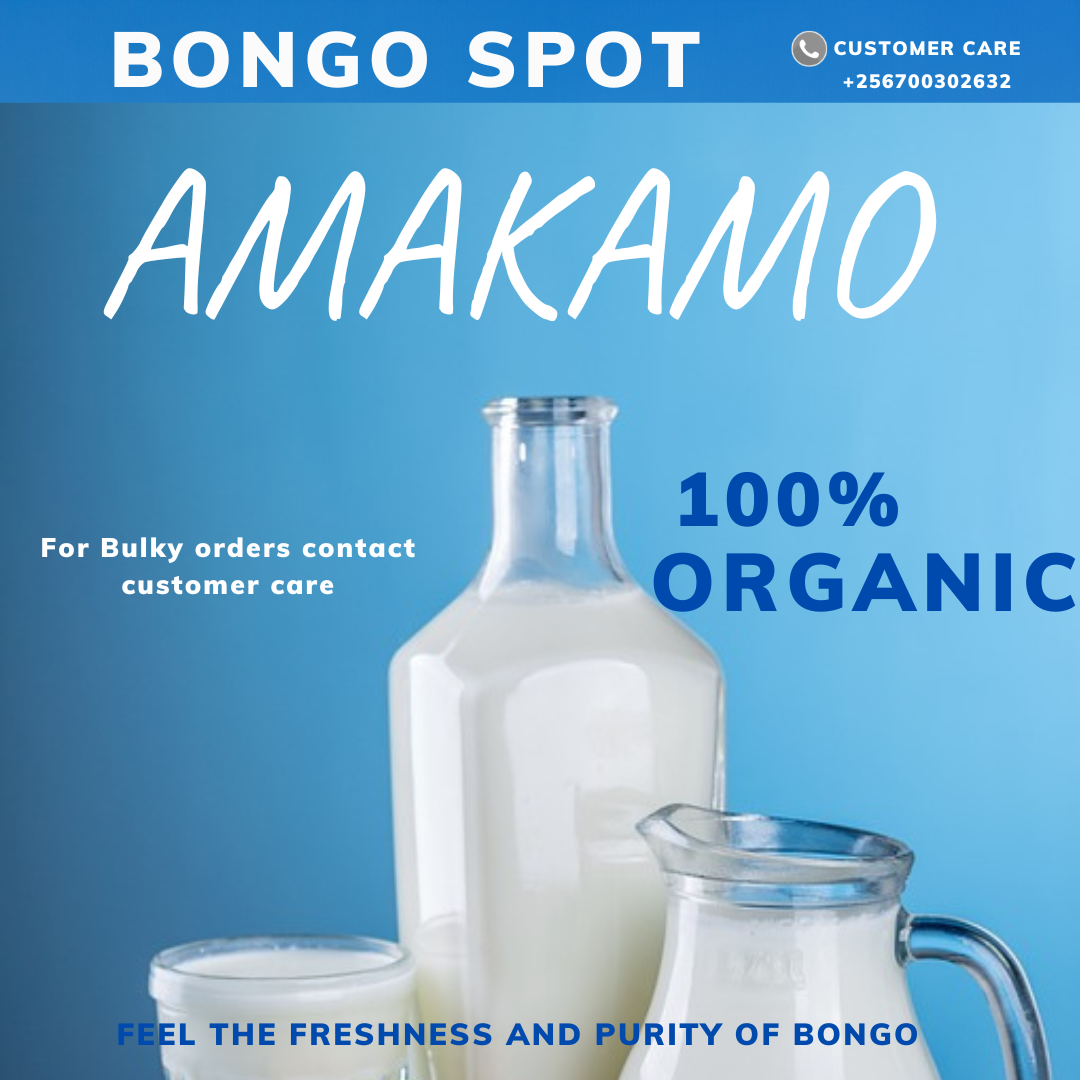 BONGO SPOT
CUSTOMER CARE
+256700302632
AMAKAMO
100%
ORGANIC
For Bulky orders contact
customer care
FEEL THE FRESHNESS AND PURITY OF BONGO